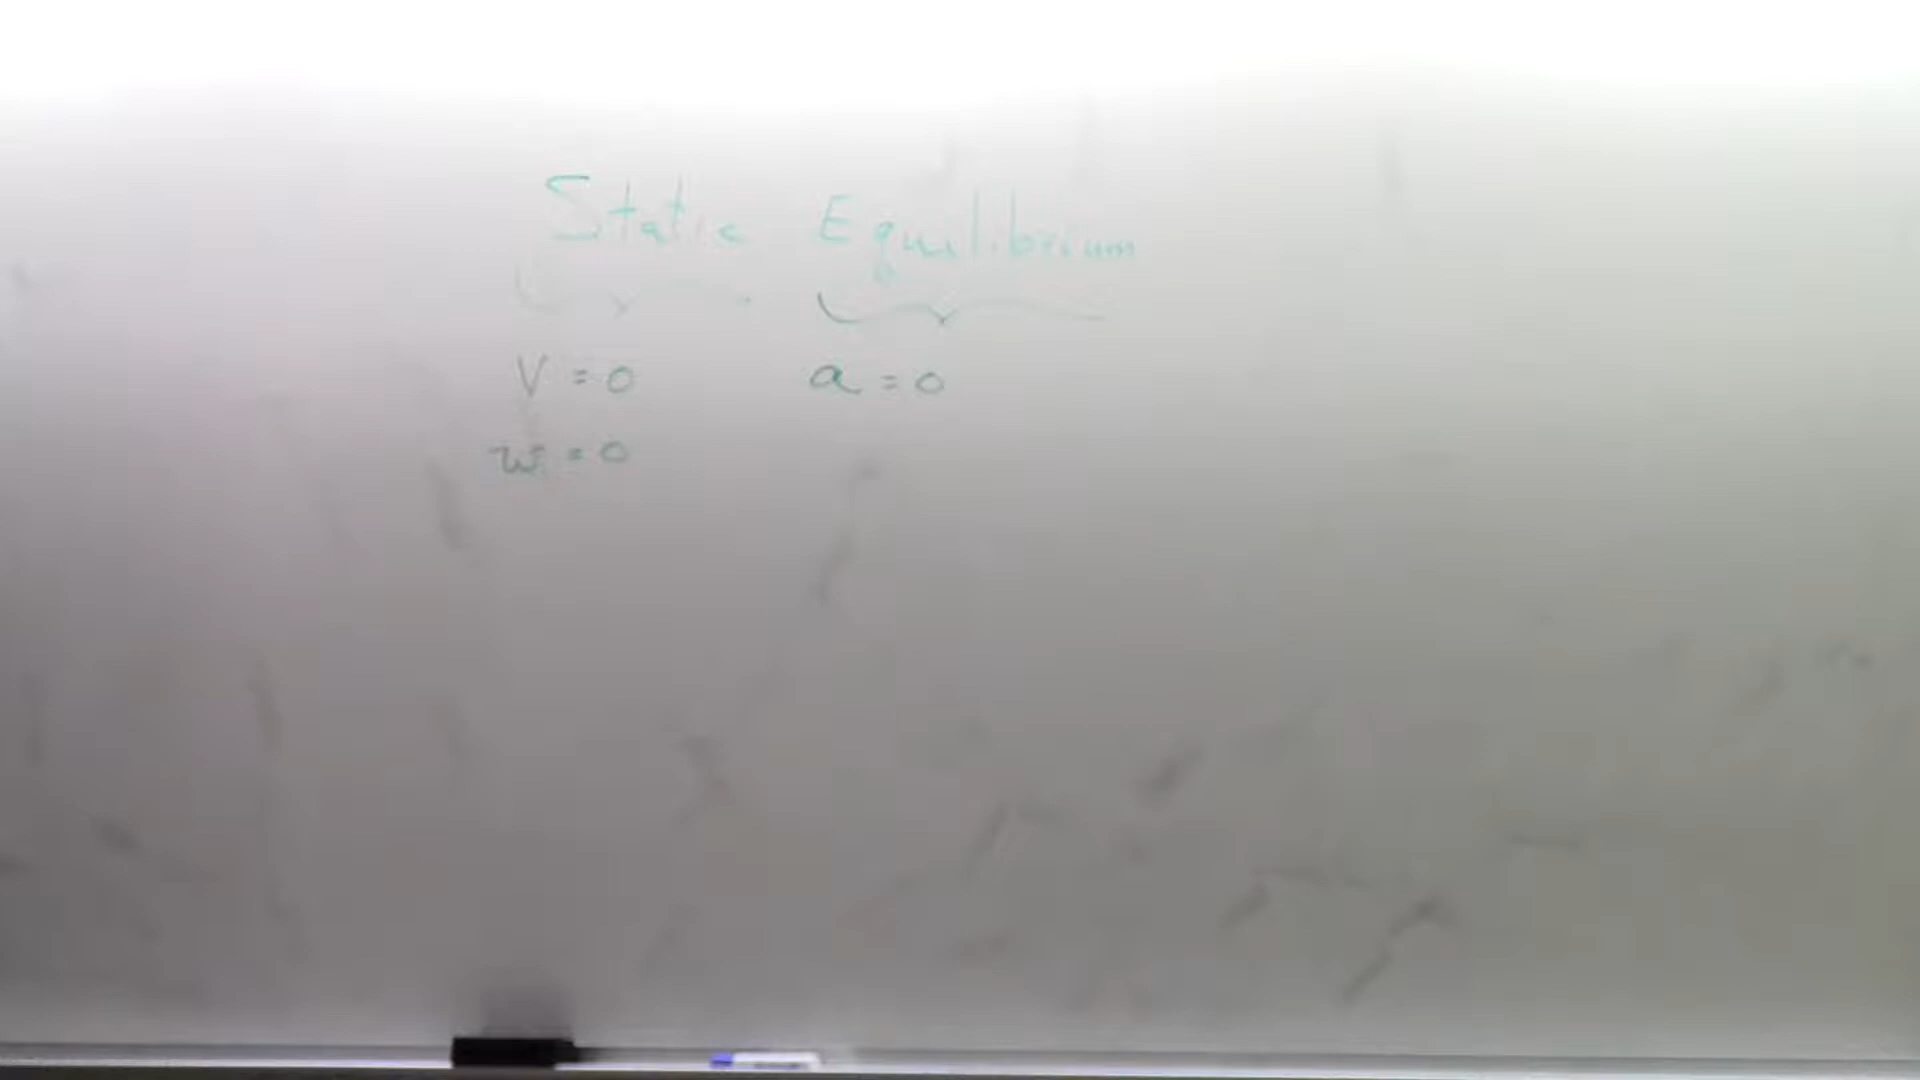 Static Equilibrium
V = 0 a = 0
w = 0